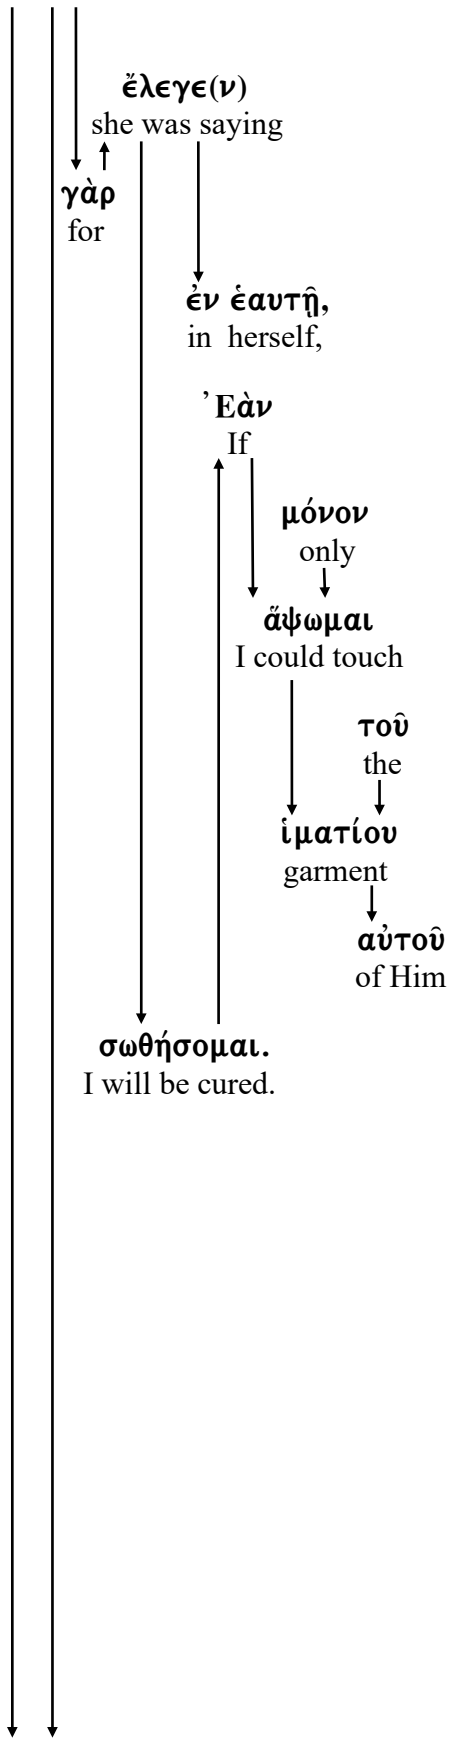 ἔλεγε(ν)
she was saying
γὰρ
for
ἐν ἑαυτῇ,
in herself,
Ἐὰν
If
μόνον
only
ἅψωμαι
I could touch
τοῦ
the
ἱματίου
garment
αὐτοῦ
of Him
σωθήσομαι.
I will be cured.